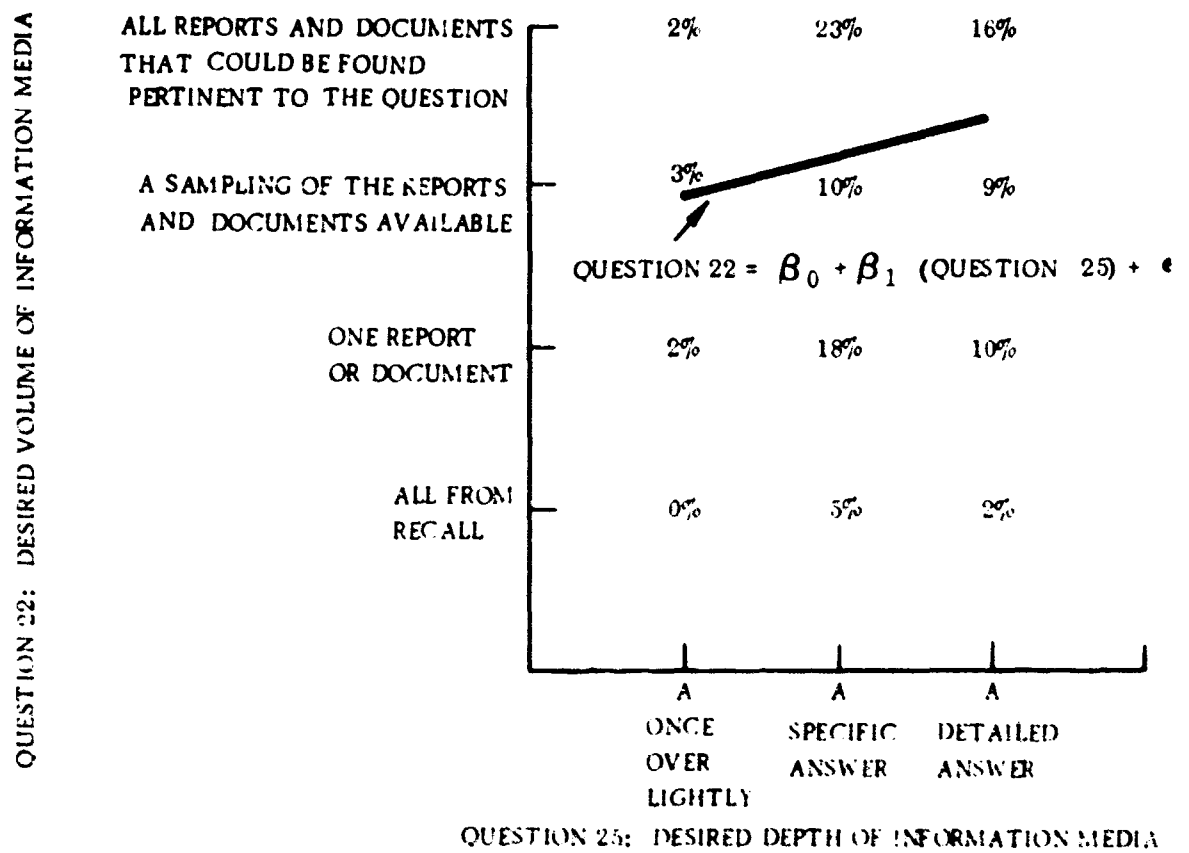 QUESTION 22: DESIRED VOLUME OF INFORMATION MEDIA
ALL REPORTS AND DOCUMENTS
THAT COULD BE FOUND
PERTINENT TO THE QUESTION
2% 23% 16%
A SAMPLING OF THE REPORTS
AND DOCUMENTS AVAILABLE
3% 10% 9%
QUESTION 22 = β0 + β1 (QUESTION 25) + ϵ
ONE REPORT
OR DOCUMENT
2% 18% 10%
ALL FROM
RECALL
0% 5% 2%
A A A
ONCE
OVER
LIGHTLY
SPECIFIC
ANSWER
DETAILED
ANSWER
QUESTION 25: DESIRED DEPTH OF INFORMATION MEDIA